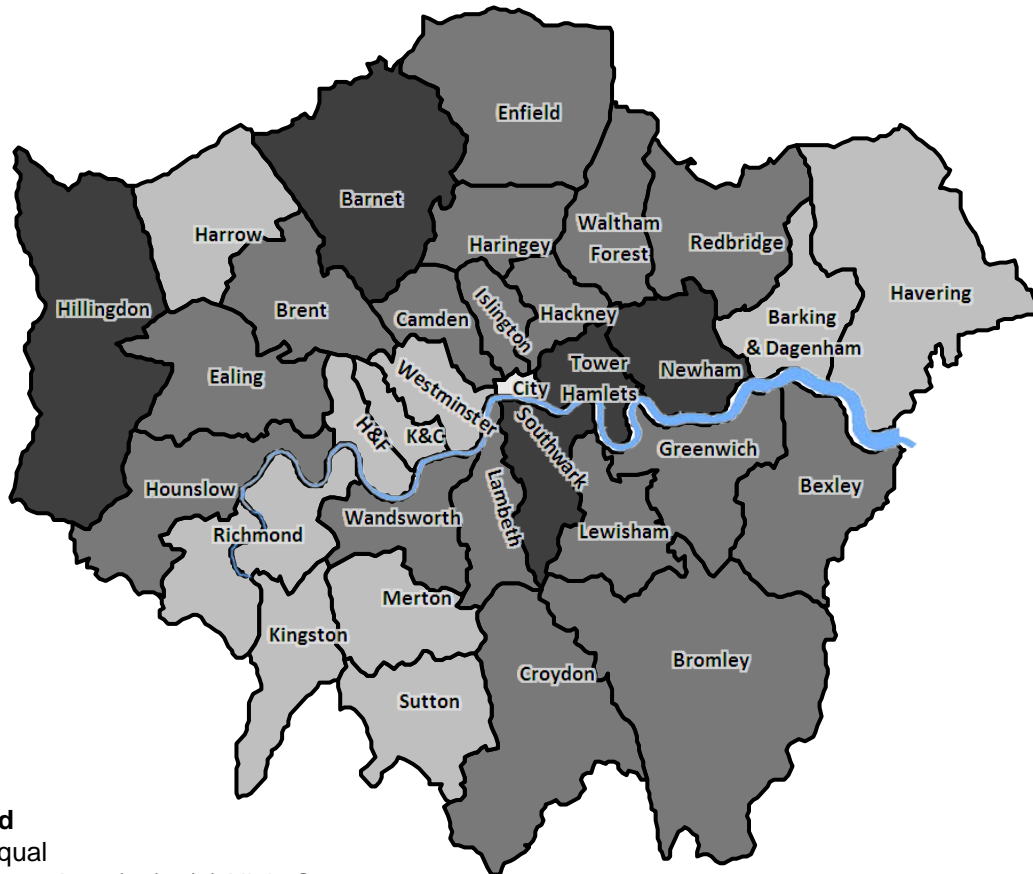 Enfield
Barnet
Waltham
Forest
Harrow
Haringey
Redbridge
Hillingdon
Brent
Camden
Islington
Hackney
Havering
Barking
& Dagenham
Ealing
Westminster
City
Tower
Hamlets
Newham
H&F
K&C
Southwark
Greenwich
Hounslow
Wandsworth
Lambeth
Bexley
Richmond
Lewisham
Merton
Kingston
Bromley
Croydon
Sutton
d
qual